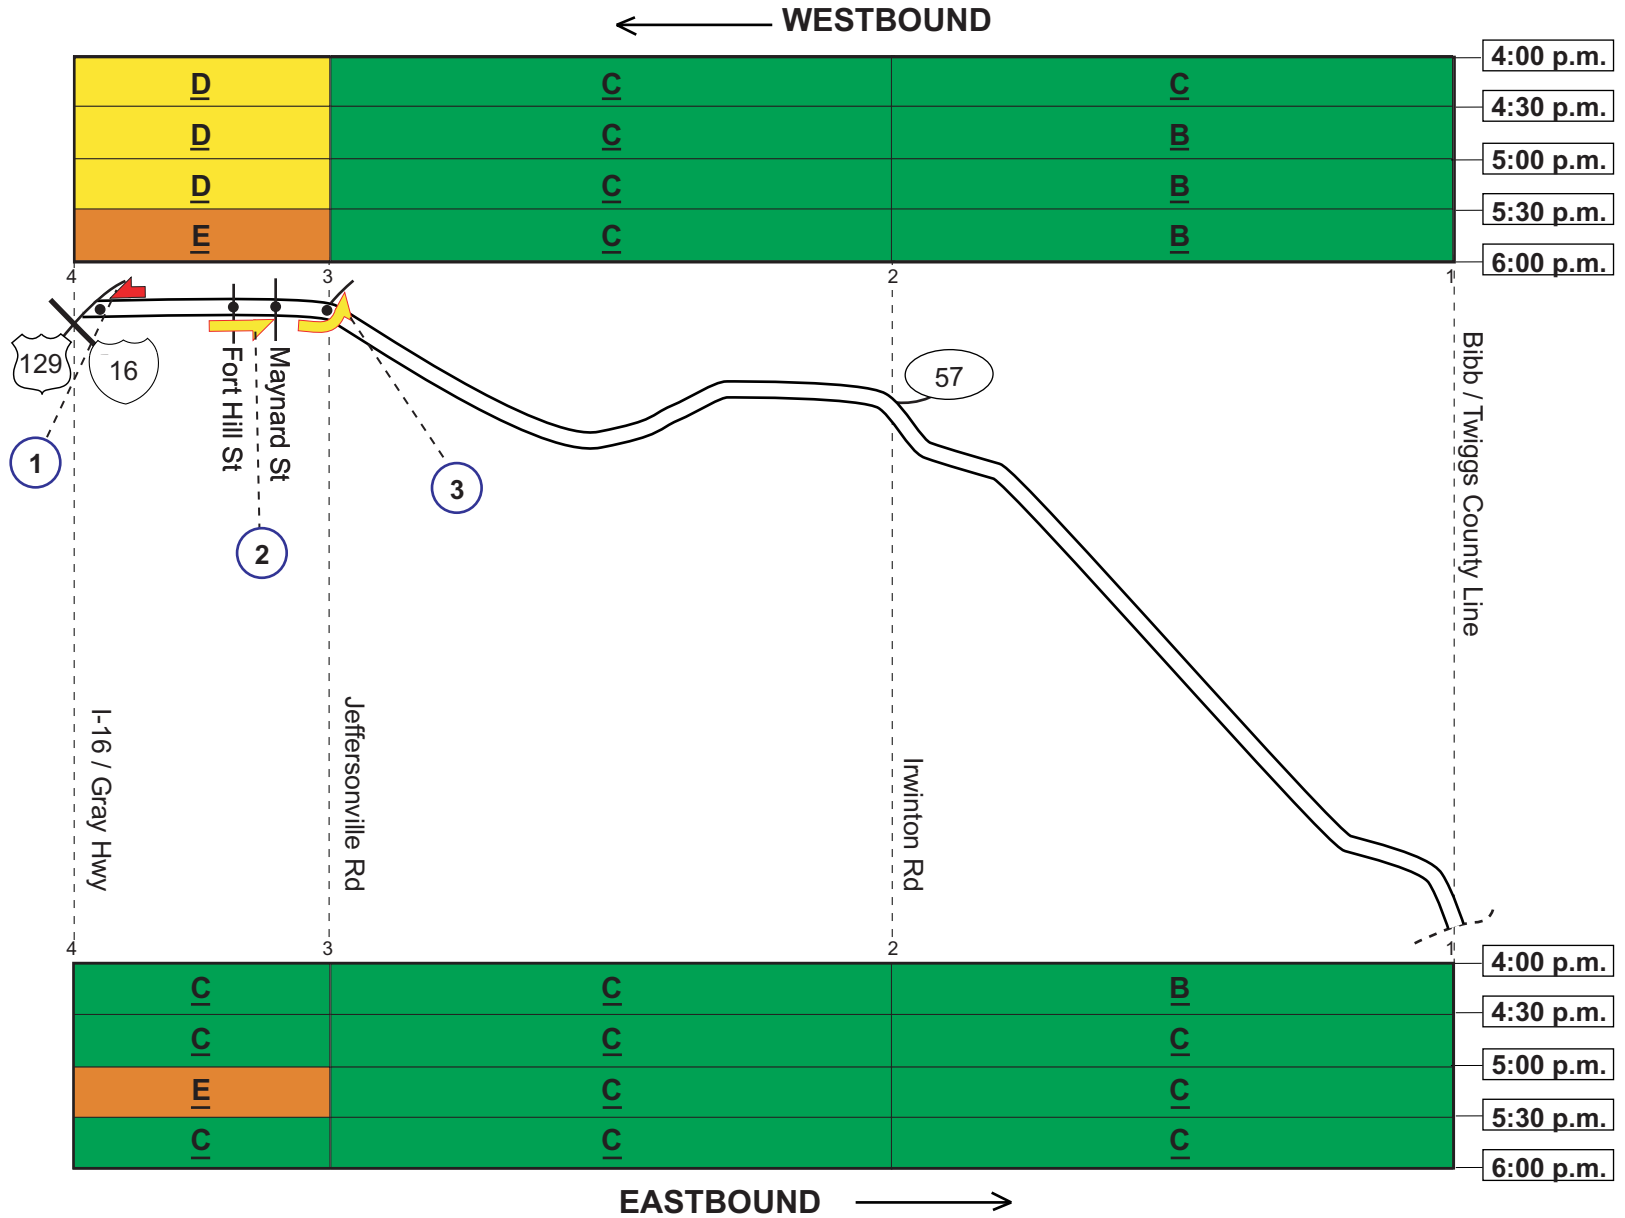 WESTBOUND
4:00 p.m.
D C C
4:30 p.m.
D C B
5:00 p.m.
D C B
5:30 p.m.
E C B
6:00 p.m.
4 3 2 1
129
16
57
Fort Hill St
Maynard St
Bibb / Twiggs County Line
1
2
3
I-16 / Gray Hwy
Jeffersonville Rd
Irwinton Rd
4 3 2 1
4:00 p.m.
C C B
4:30 p.m.
C C C
5:00 p.m.
E C C
5:30 p.m.
C C C
6:00 p.m.
EASTBOUND